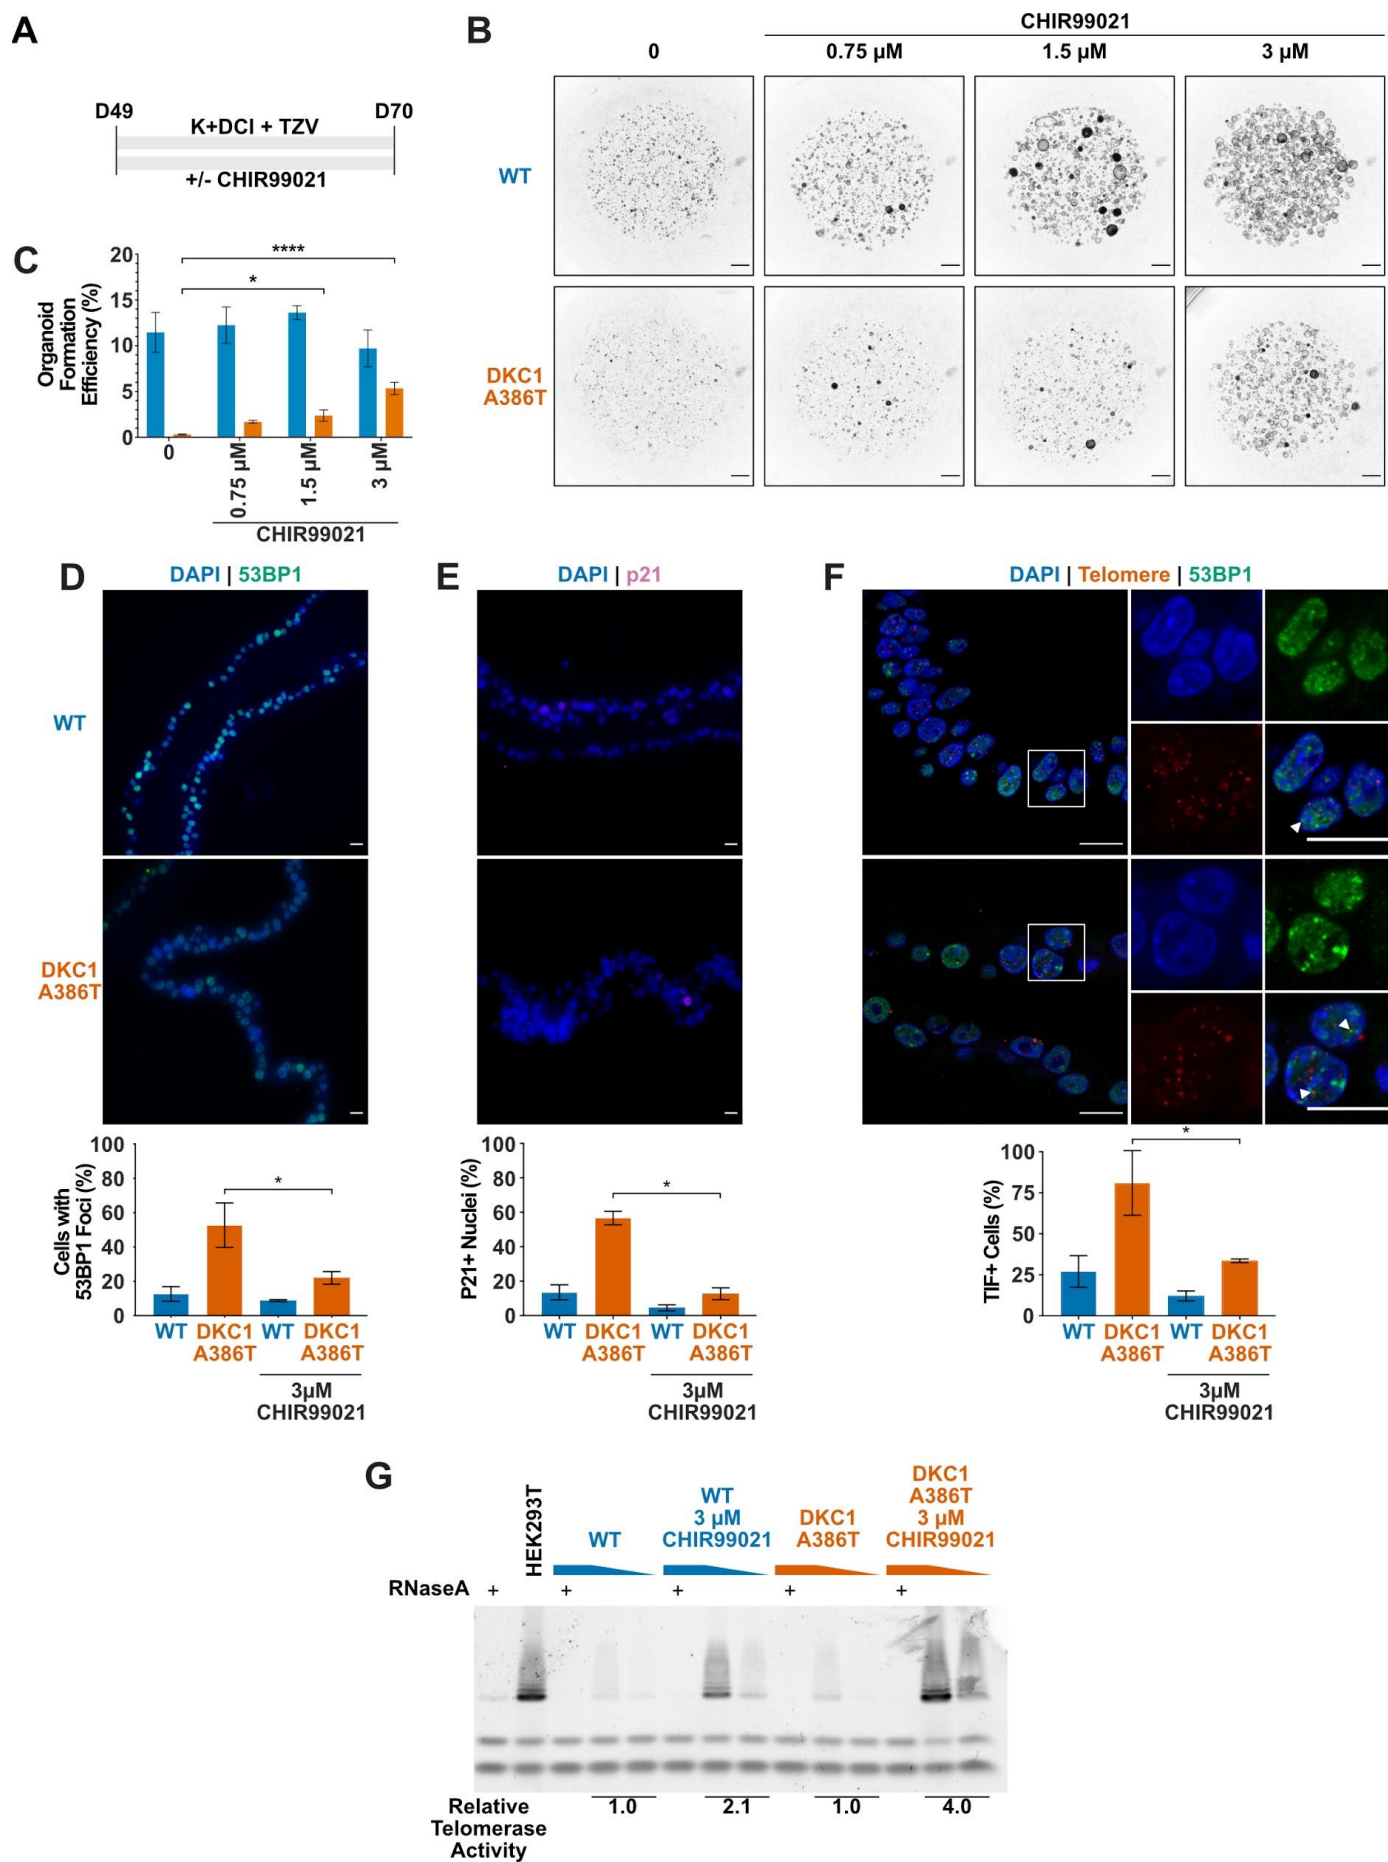 A
D49
D70
K+DCI + TZV
+/- CHIR99021
B
CHIR99021
0
0.75 µM
1.5 µM
3 µM
WT
DKC1
A386T
C
Organoid
Formation
Efficiency (%)
20
15
10
5
0
****
*
0
0.75 µM
1.5 µM
3 µM
CHIR99021
D
DAPI | 53BP1
WT
DKC1
A386T
Cells with
53BP1 Foci (%)
100
80
60
40
20
0
*
WT
DKC1
A386T
WT
DKC1
A386T
3µM
CHIR99021
E
DAPI | p21
P21+ Nuclei (%)
100
80
60
40
20
0
*
WT
DKC1
A386T
WT
DKC1
A386T
3µM
CHIR99021
F
DAPI | Telomere | 53BP1
TIF+ Cells (%)
100
75
50
25
0
*
WT
DKC1
A386T
WT
DKC1
A386T
3µM
CHIR99021
G
HEK293T
WT
WT
3 µM
CHIR99021
DKC1
A386T
DKC1
A386T
3 µM
CHIR99021
RNaseA + + + + +
Relative
Telomerase
Activity
1.0 2.1 1.0 4.0